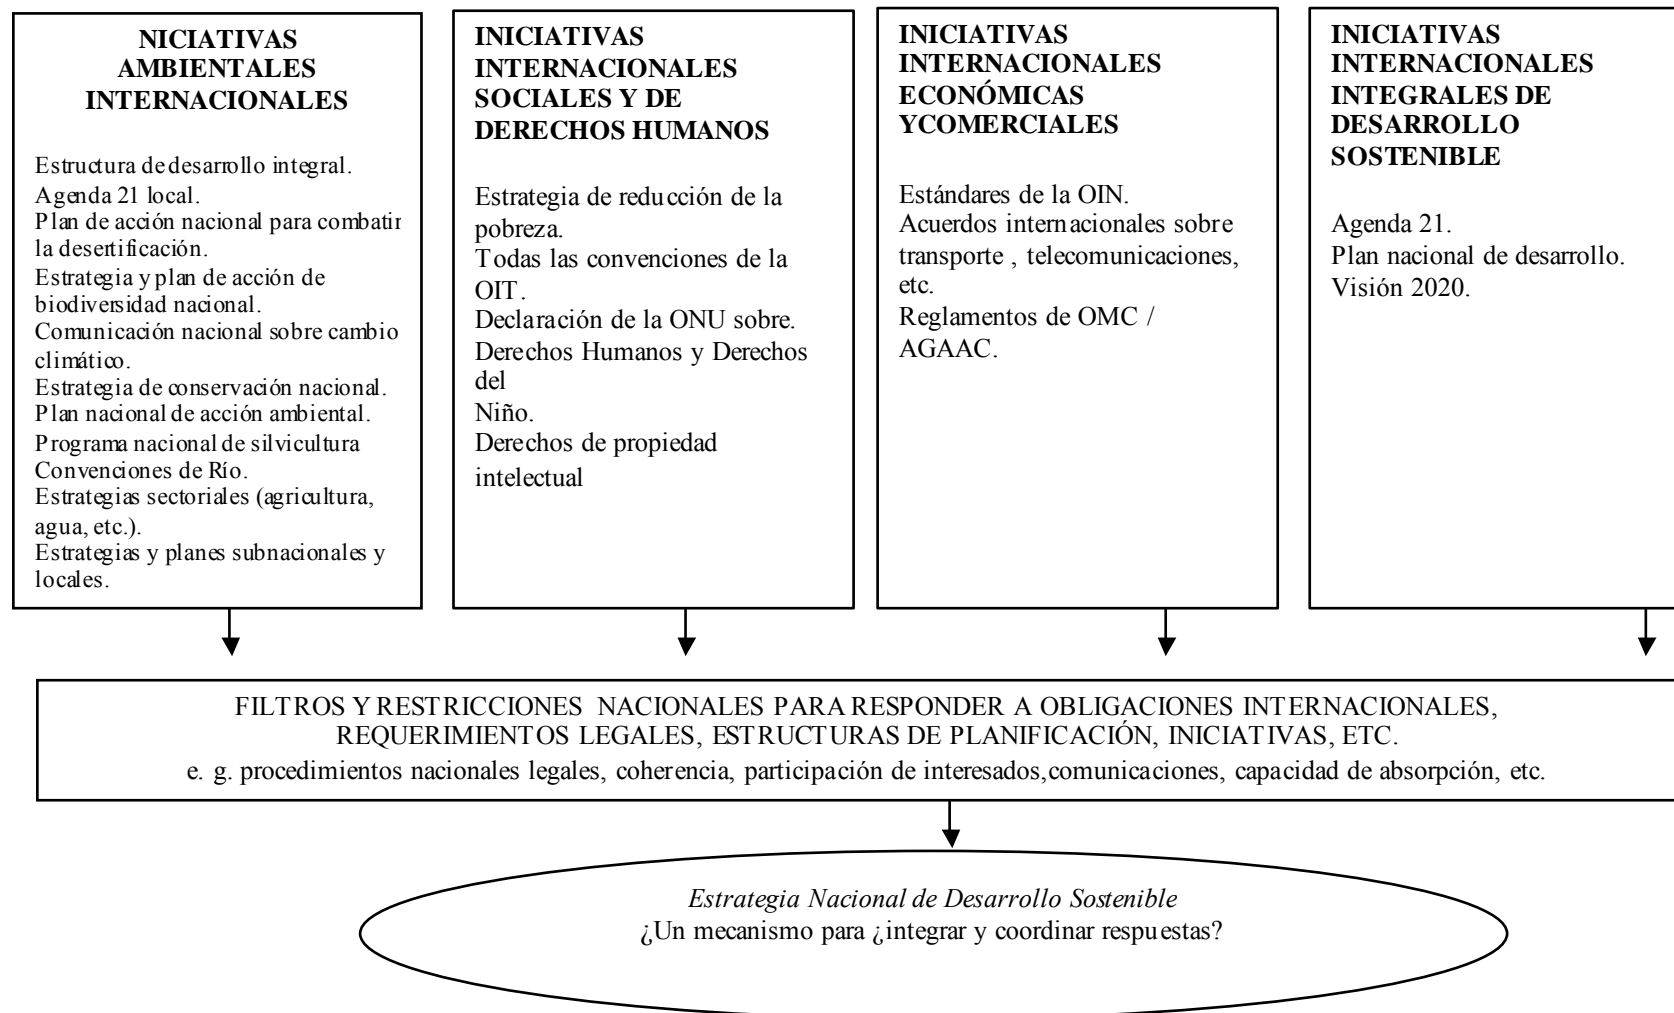 NICIATIVAS
AMBIENTALES
INTERNACIONALES
Estructura de desarrollo integral.
Agenda 21 local.
Plan de acción nacional para combatir
la desertificación.
Estrategia y plan de acción de
biodiversidad nacional.
Comunicación nacional sobre cambio
climático.
Estrategia de conservación nacional.
Plan nacional de acción ambiental.
Programa nacional de silvicultura
Convenciones de Río.
Estrategias sectoriales (agricultura,
agua, etc.).
Estrategias y planes subnacionales y
locales.
INICIATIVAS
INTERNACIONALES
SOCIALES Y DE
DERECHOS HUMANOS
Estrategia de reducción de la
pobreza.
Todas las convenciones de la
OIT.
Declaración de la ONU sobre.
Derechos Humanos y Derechos
del
Niño.
Derechos de propiedad
intelectual
INICIATIVAS
INTERNACIONALES
ECONÓMICAS
YCOMERCIALES
Estándares de la OIN.
Acuerdos internacionales sobre
transporte , telecomunicaciones,
etc.
Reglamentos de OMC /
AGAAC.
INICIATIVAS
INTERNACIONALES
INTEGRALES DE
DESARROLLO
SOSTENIBLE
Agenda 21.
Plan nacional de desarrollo.
Visión 2020.
FILTROS Y RESTRICCIONES NACIONALES PARA RESPONDER A OBLIGACIONES INTERNACIONALES,
REQUERIMIENTOS LEGALES, ESTRUCTURAS DE PLANIFICACIÓN, INICIATIVAS, ETC.
e. g. procedimientos nacionales legales, coherencia, participación de interesados,comunicaciones, capacidad de absorpción, etc.
Estrategia Nacional de Desarrollo Sostenible
¿Un mecanismo para ¿integrar y coordinar respuestas?